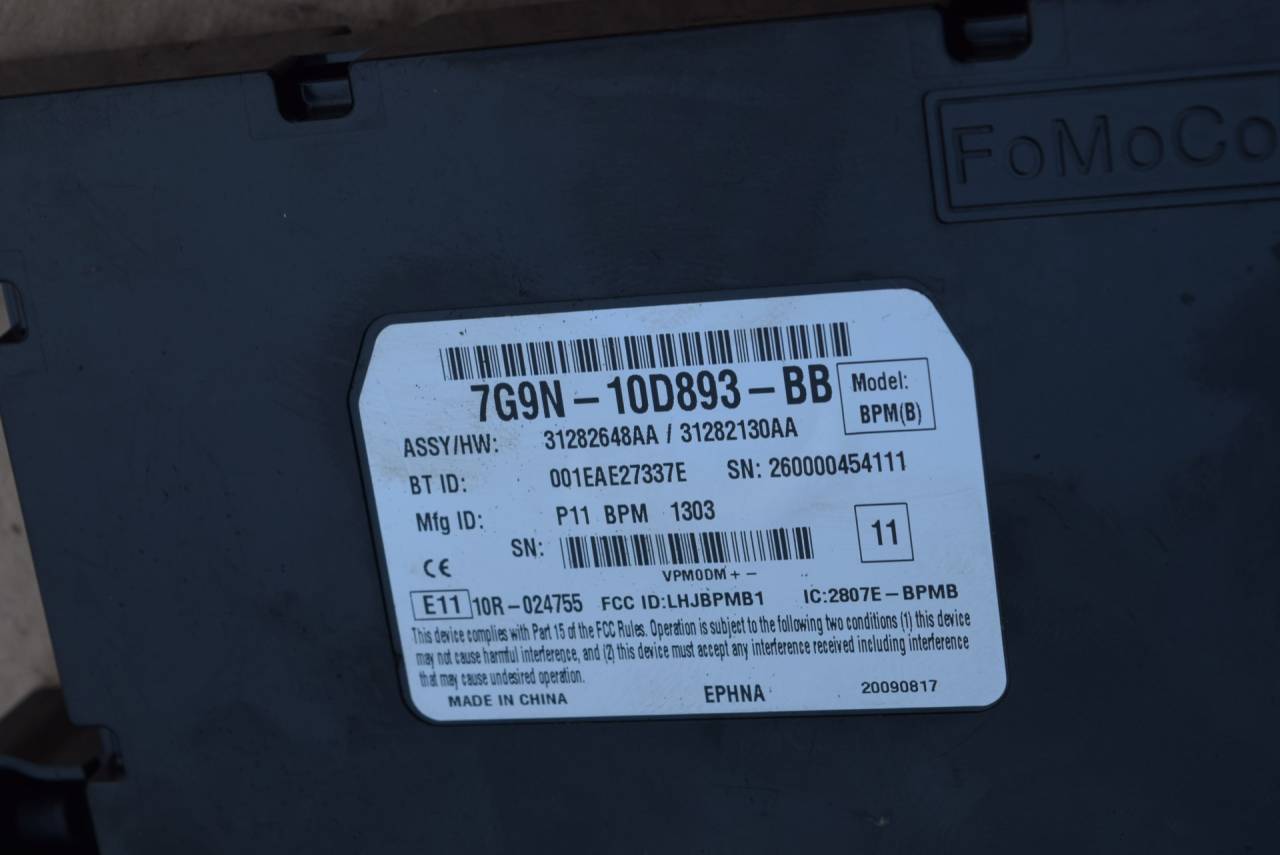 FoMoCo
7G9N-10D893-BB
Model:
BPM(B)
ASSY/HW: 31282648AA / 31282130AA
BT ID: 001EAE27337E SN: 260000454111
Mfg ID: P11 BPM 1303
SN:
11
VPMODM+-
CE
E11 10R-024755 FCC ID:LHJBPMB1 IC:2807E-BPMB
This device complies with Part 15 of the FCC Rules. Operation is subject to the following two conditions (1) this device
may not cause harmful interference, and (2) this device must accept any interference received including interference
that may cause undesired operation.
MADE IN CHINA EPHNA 20090817